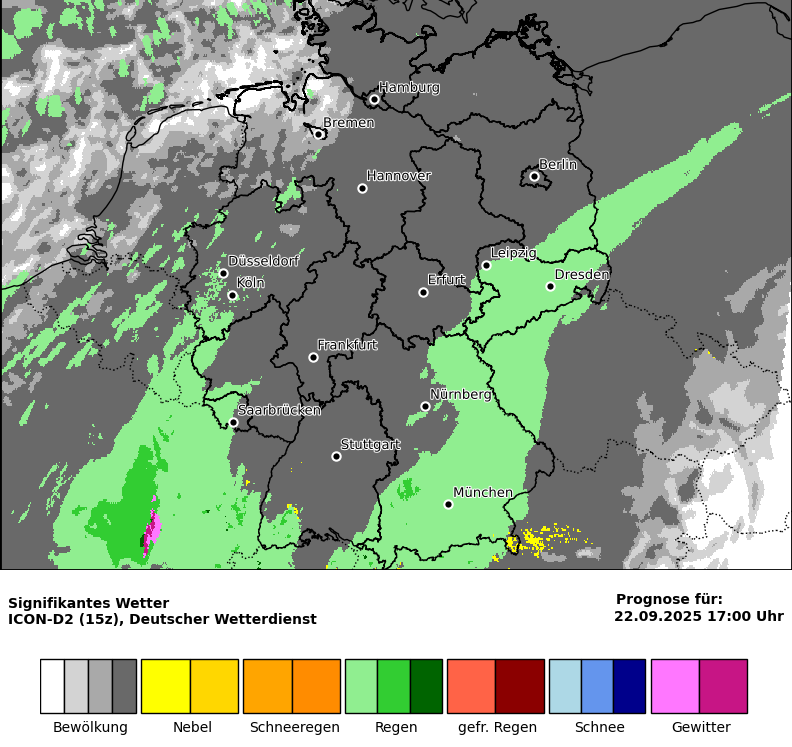 Hamburg
Bremen
Berlin
Hannover
Leipzig
Düsseldorf
Dresden
Köln
Erfurt
Frankfurt
Nürnberg
Saarbrücken
Stuttgart
München
Signifikantes Wetter
ICON-D2 (15z), Deutscher Wetterdienst
Prognose für:
22.09.2025 17:00 Uhr
Bewölkung
Nebel
Schneeregen
Regen
gefr. Regen
Schnee
Gewitter